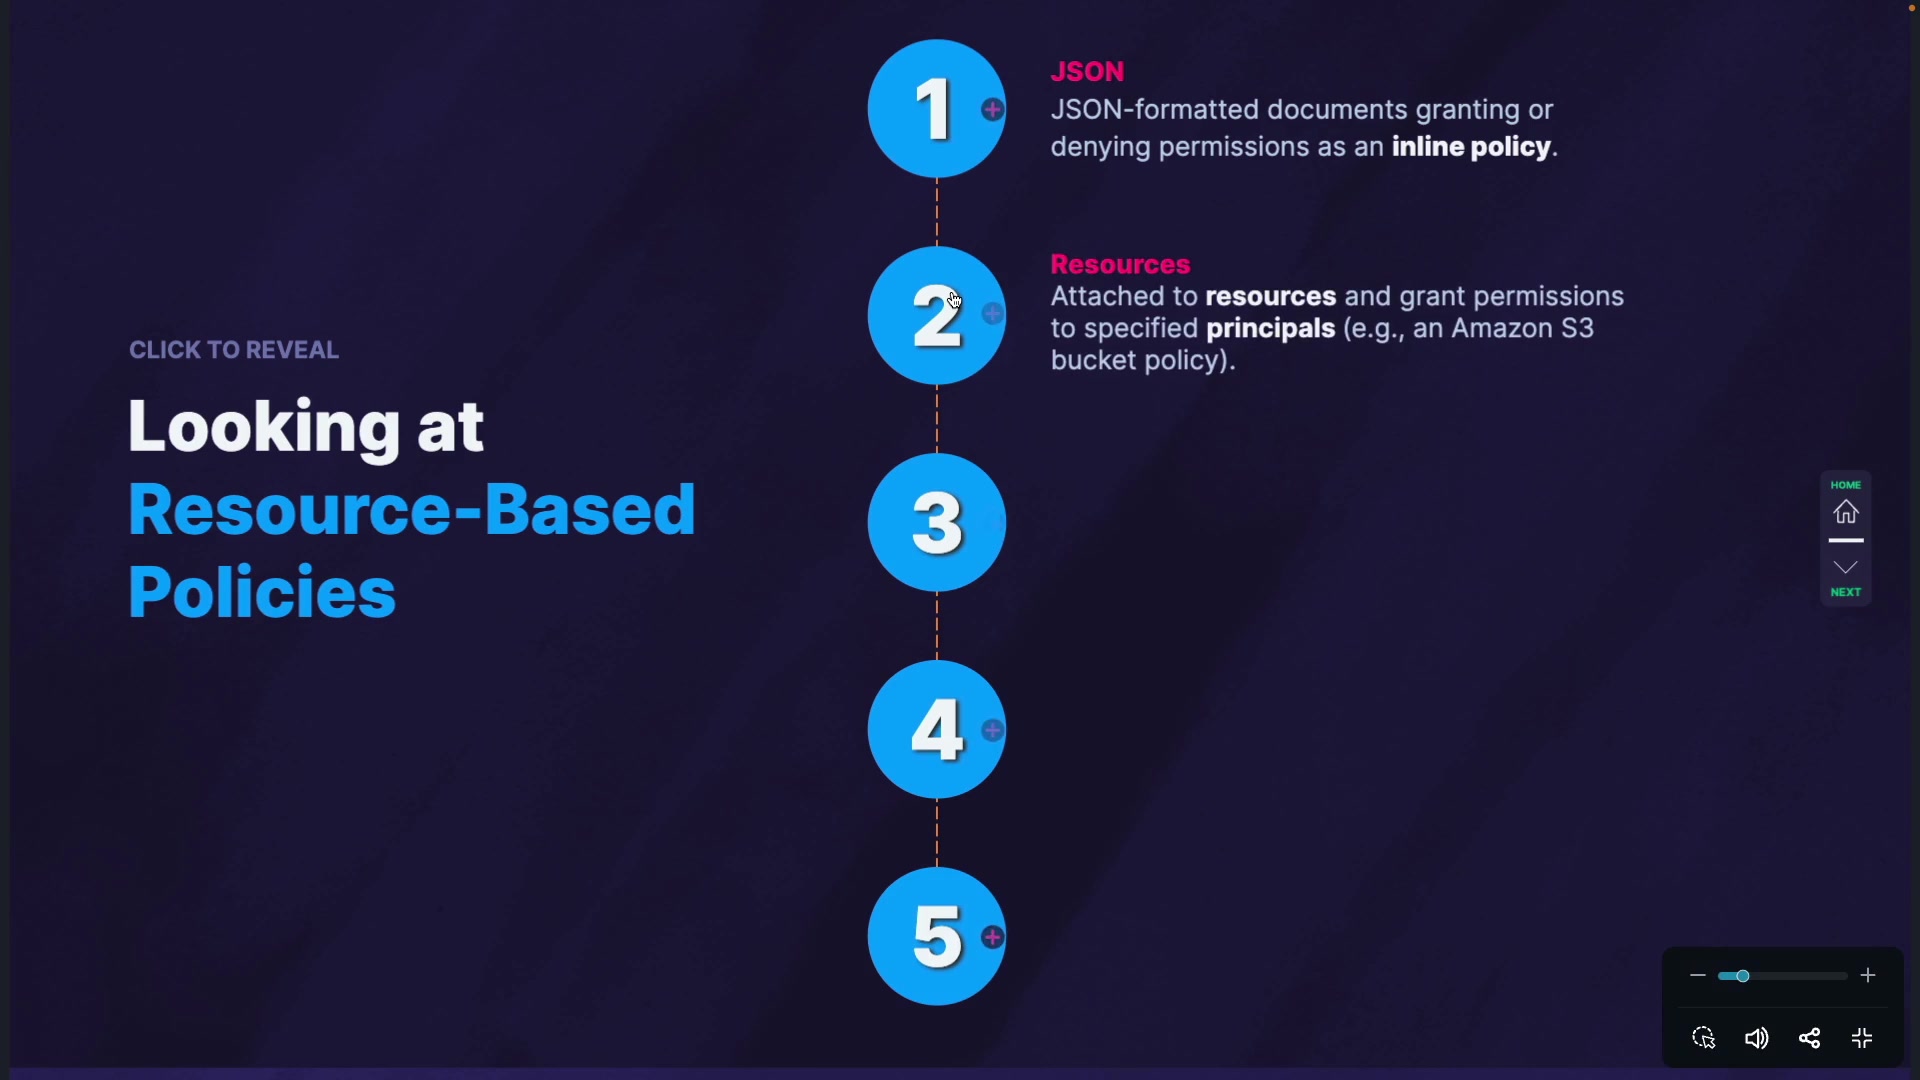 CLICK TO REVEAL
Looking at
Resource-Based
Policies
1
JSON
JSON-formatted documents granting or
denying permissions as an inline policy.
2
Resources
Attached to resources and grant permissions
to specified principals (e.g., an Amazon S3
bucket policy).
3
4
5
HOME
NEXT